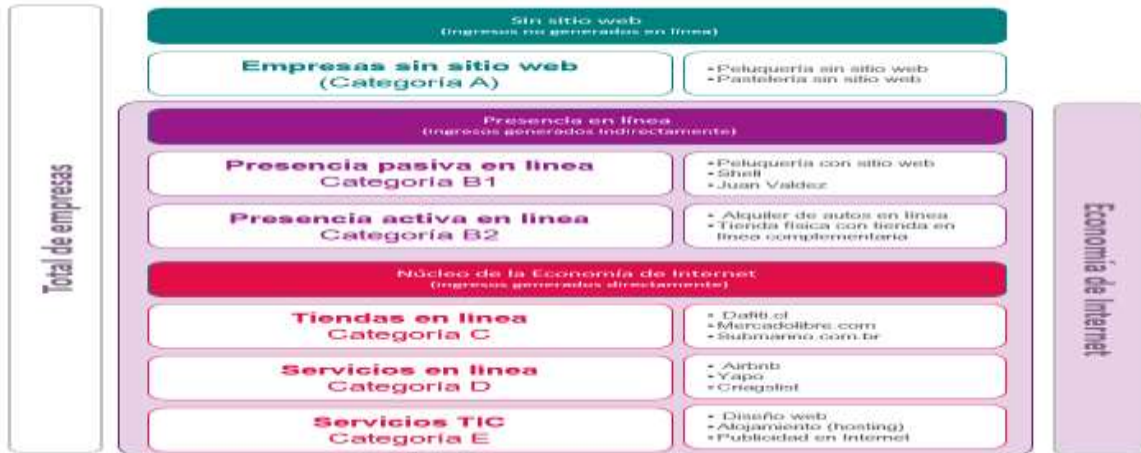 Total de empresas
Sin sitio web
(Ingresos no generados en línea)
Empresas sin sitio web
(Categoría A)
• Peluquería sin sitio web
• Pastelería sin sitio web
Presencia en línea
(Ingresos generados indirectamente)
Presencia pasiva en línea
Categoría B1
• Peluquería con sitio web
• Shell
• Juan Valdez
Presencia activa en línea
Categoría B2
• Alquiler de autos en línea
• Tienda física con tienda en
línea complementaria
Núcleo de la Economía de Internet
(Ingresos generados directamente)
Tiendas en línea
Categoría C
• Dafiti.cl
• Mercadolibre.com
• Submarino.com.br
Servicios en línea
Categoría D
• Airbnb
• Yapo
• Criagslist
Servicios TIC
Categoría E
• Diseño web
• Alojamiento (hosting)
• Publicidad en Internet
Economía de Internet